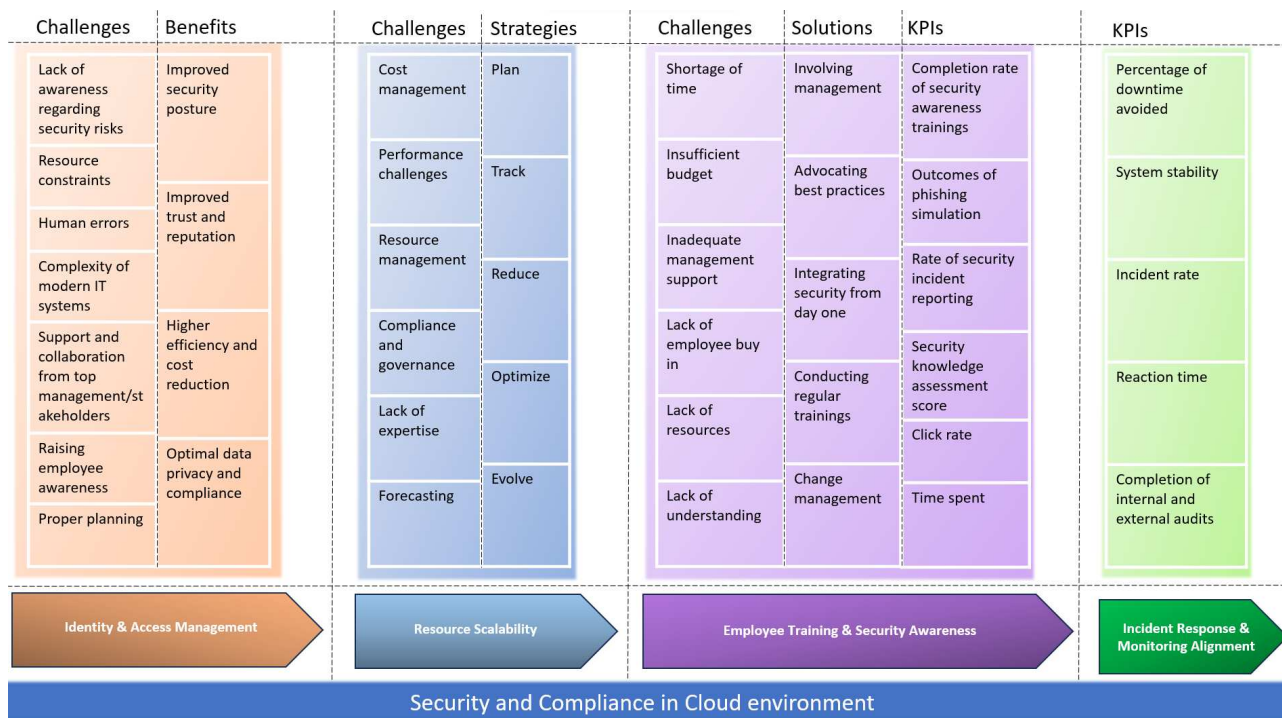 Challenges
Benefits
Challenges
Strategies
Challenges
Solutions
KPIs
KPIs
Lack of
awareness
regarding
security risks
Resource
constraints
Human errors
Complexity of
modern IT
systems
Support and
collaboration
from top
management/st
akeholders
Raising
employee
awareness
Proper planning
Improved
security
posture
Improved
trust and
reputation
Higher
efficiency and
cost
reduction
Optimal data
privacy and
compliance
Cost
management
Performance
challenges
Resource
management
Compliance
and
governance
Lack of
expertise
Forecasting
Plan
Track
Reduce
Optimize
Evolve
Shortage of
time
Insufficient
budget
Inadequate
management
support
Lack of
employee buy
in
Lack of
resources
Lack of
understanding
Involving
management
Advocating
best practices
Integrating
security from
day one
Conducting
regular
trainings
Change
management
Completion rate
of security
awareness
trainings
Outcomes of
phishing
simulation
Rate of security
incident
reporting
Security
knowledge
assessment
score
Click rate
Time spent
Percentage of
downtime
avoided
System stability
Incident rate
Reaction time
Completion of
internal and
external audits
Identity & Access Management
Resource Scalability
Employee Training & Security Awareness
Incident Response &
Monitoring Alignment
Security and Compliance in Cloud environment